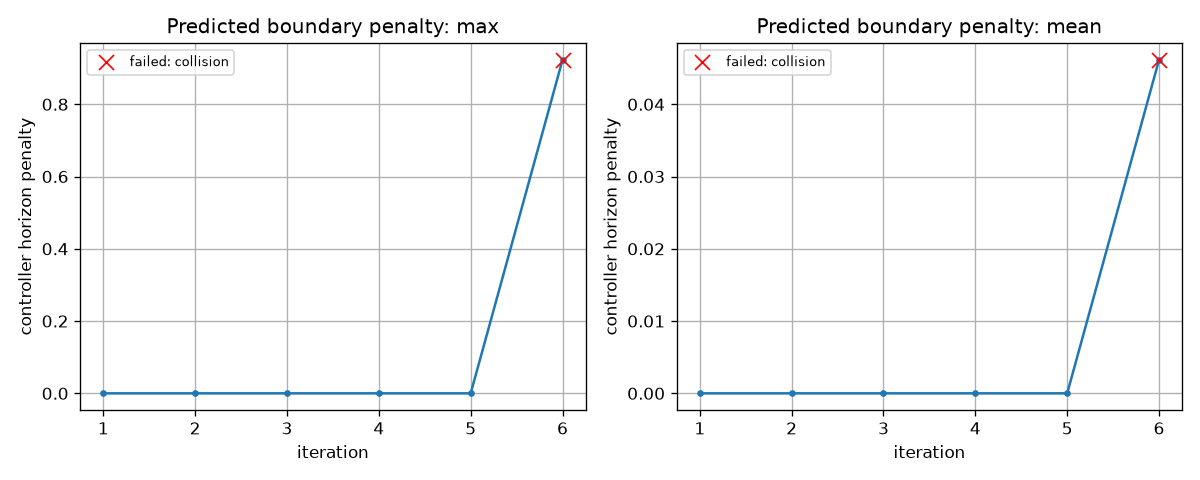 Predicted boundary penalty: max
failed: collision
controller horizon penalty
0.8
0.6
0.4
0.2
0.0
1 2 3 4 5 6
iteration
Predicted boundary penalty: mean
failed: collision
controller horizon penalty
0.04
0.03
0.02
0.01
0.00
1 2 3 4 5 6
iteration